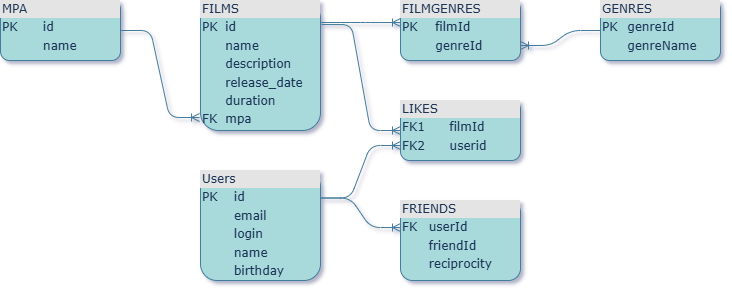 MPA
PK id
name
FILMS
PK id
name
description
release_date
duration
FK mpa
FILMGENRES
PK filmId
genreId
GENRES
PK genreId
genreName
LIKES
FK1 filmId
FK2 userid
Users
PK id
email
login
name
birthday
FRIENDS
FK userId
friendId
reciprocity